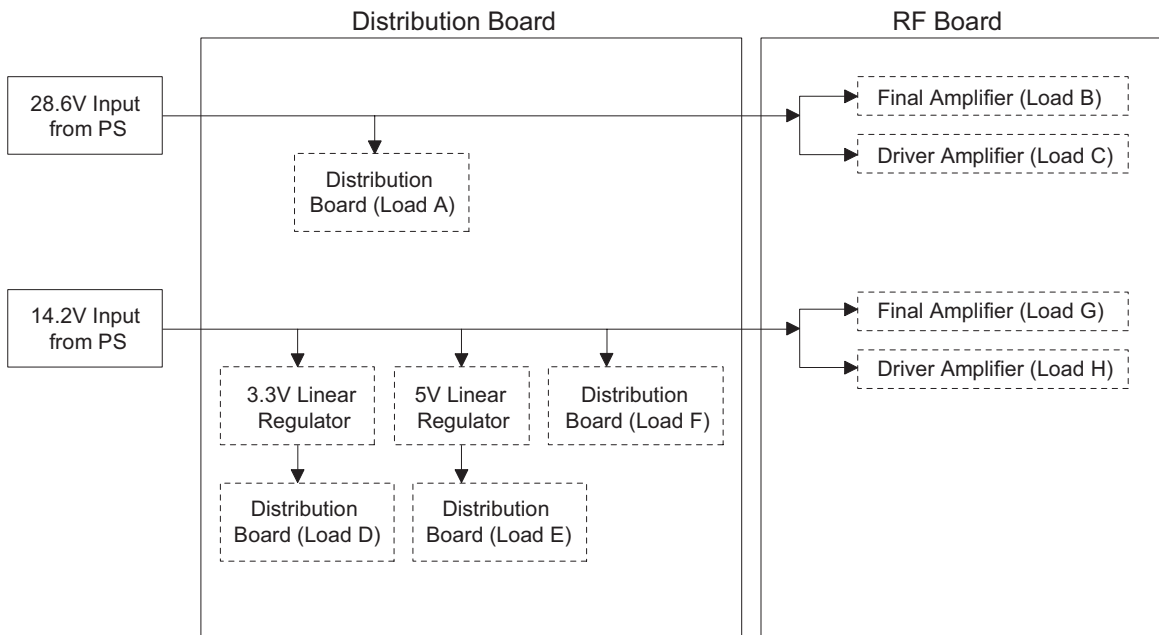 Distribution Board
RF Board
28.6V Input
from PS
Final Amplifier (Load B)
Driver Amplifier (Load C)
Distribution
Board (Load A)
14.2V Input
from PS
Final Amplifier (Load G)
Driver Amplifier (Load H)
3.3V Linear
Regulator
5V Linear
Regulator
Distribution
Board (Load F)
Distribution
Board (Load D)
Distribution
Board (Load E)